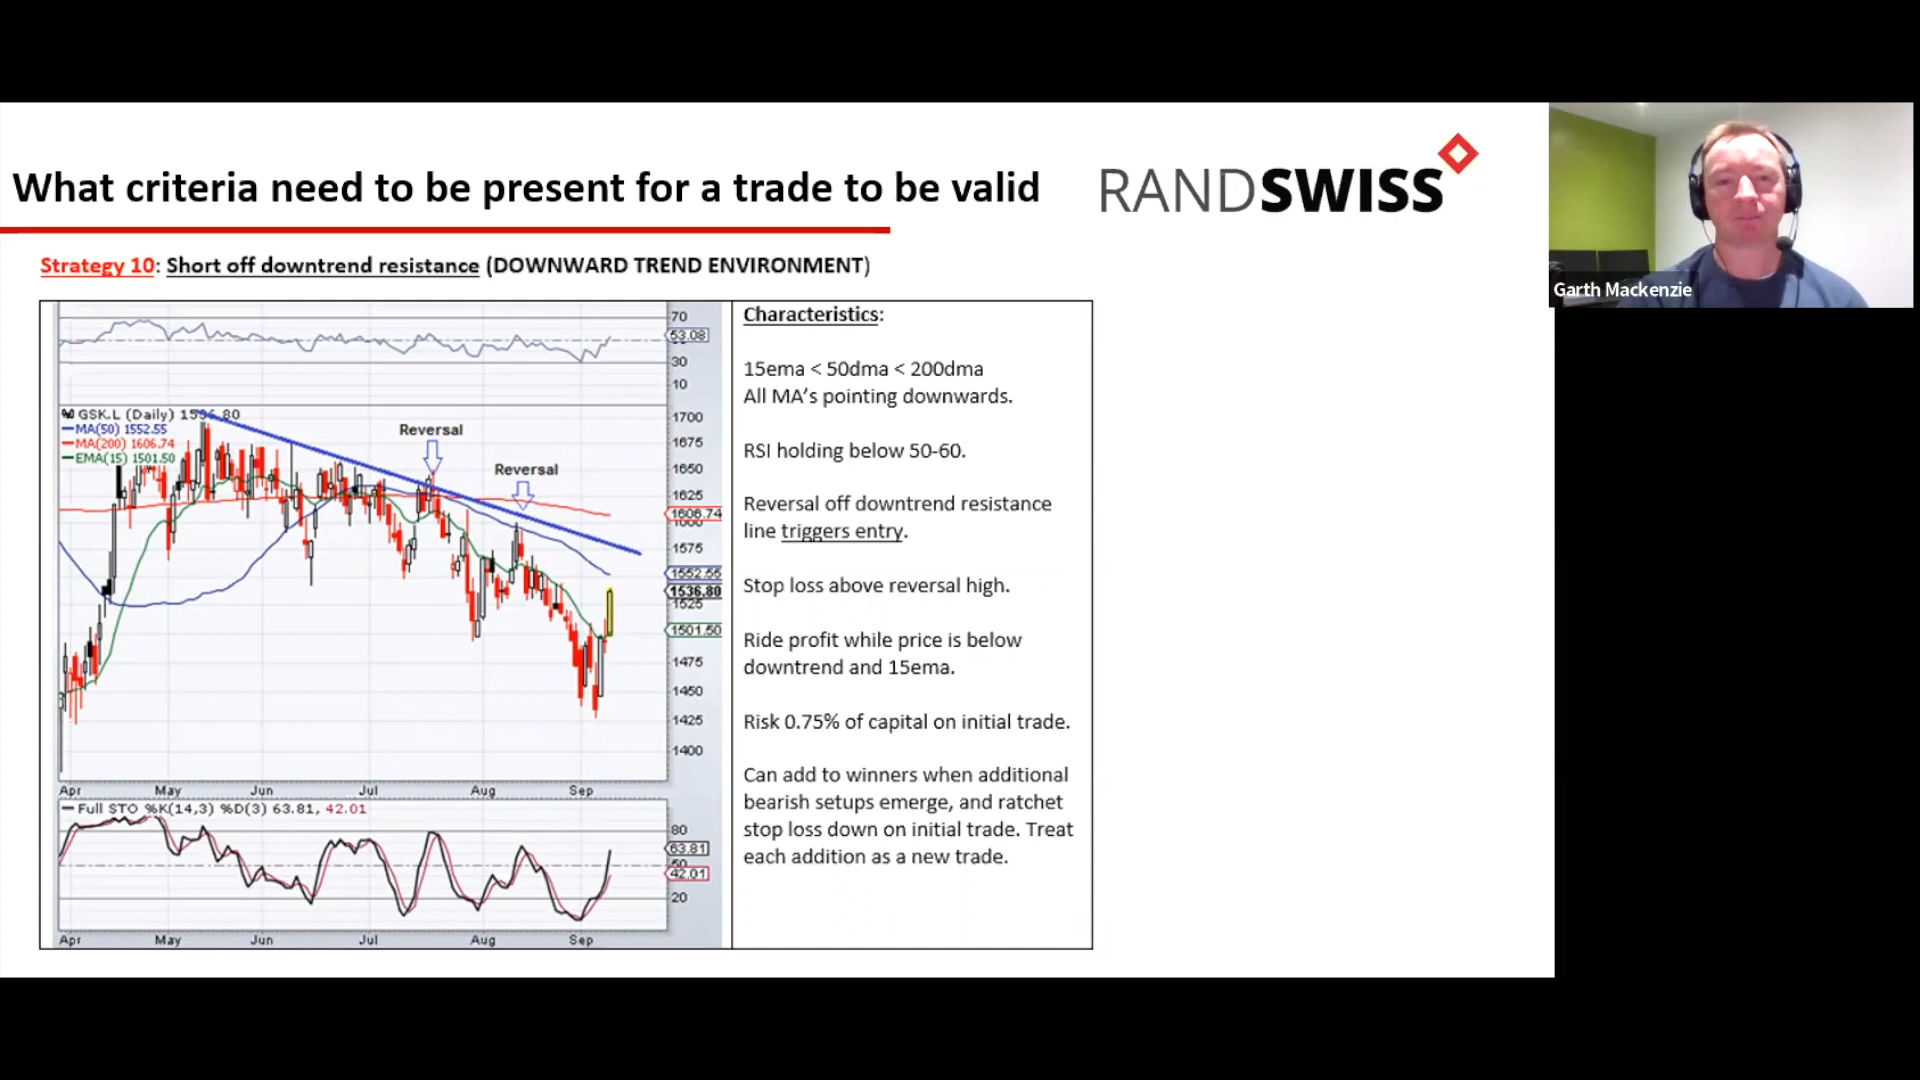 What criteria need to be present for a trade to be valid
RANDSWISS
Garth Mackenzie
Strategy 10: Short off downtrend resistance (DOWNWARD TREND ENVIRONMENT)
70
53.08
30
10
GSK.L (Daily) 1536.80
MA(50) 1552.55
MA(200) 1606.74
EMA(15) 1501.50
Reversal
Reversal
1700
1675
1650
1625
1606.74
1600
1575
1552.55
1536.80
1525
1501.50
1475
1450
1425
1400
Apr May Jun Jul Aug Sep
Full STO %K(14,3) %D(3) 63.81, 42.01
80
63.81
50
42.01
20
Apr May Jun Jul Aug Sep
Characteristics:
15ema < 50dma < 200dma
All MA’s pointing downwards.
RSI holding below 50-60.
Reversal off downtrend resistance
line triggers entry.
Stop loss above reversal high.
Ride profit while price is below
downtrend and 15ema.
Risk 0.75% of capital on initial trade.
Can add to winners when additional
bearish setups emerge, and ratchet
stop loss down on initial trade. Treat
each addition as a new trade.